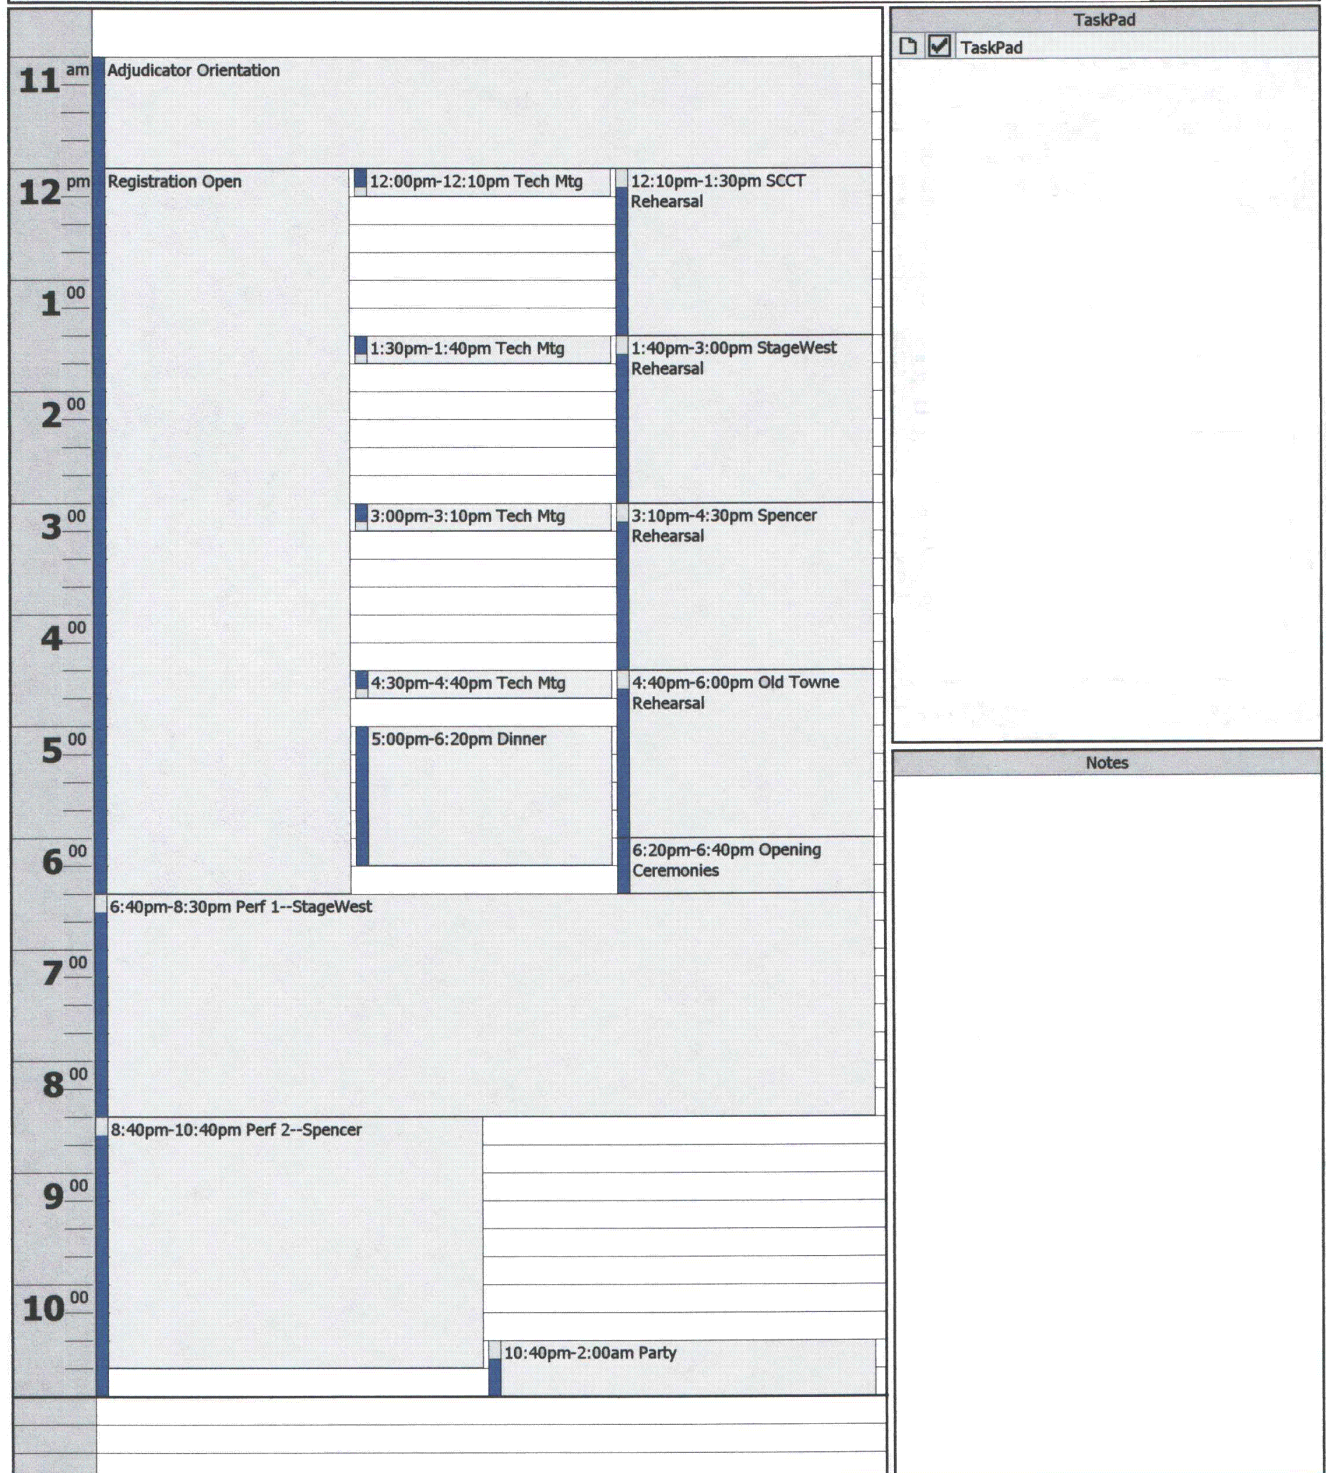 TaskPad
TaskPad
11 am
Adjudicator Orientation
12 pm
Registration Open
12:00pm-12:10pm Tech Mtg
12:10pm-1:30pm SCCT
Rehearsal
1 00
1:30pm-1:40pm Tech Mtg
1:40pm-3:00pm StageWest
Rehearsal
2 00
3 00
3:00pm-3:10pm Tech Mtg
3:10pm-4:30pm Spencer
Rehearsal
4 00
4:30pm-4:40pm Tech Mtg
4:40pm-6:00pm Old Towne
Rehearsal
5 00
5:00pm-6:20pm Dinner
6 00
6:20pm-6:40pm Opening
Ceremonies
6:40pm-8:30pm Perf 1--StageWest
7 00
8 00
8:40pm-10:40pm Perf 2--Spencer
9 00
10 00
10:40pm-2:00am Party
Notes